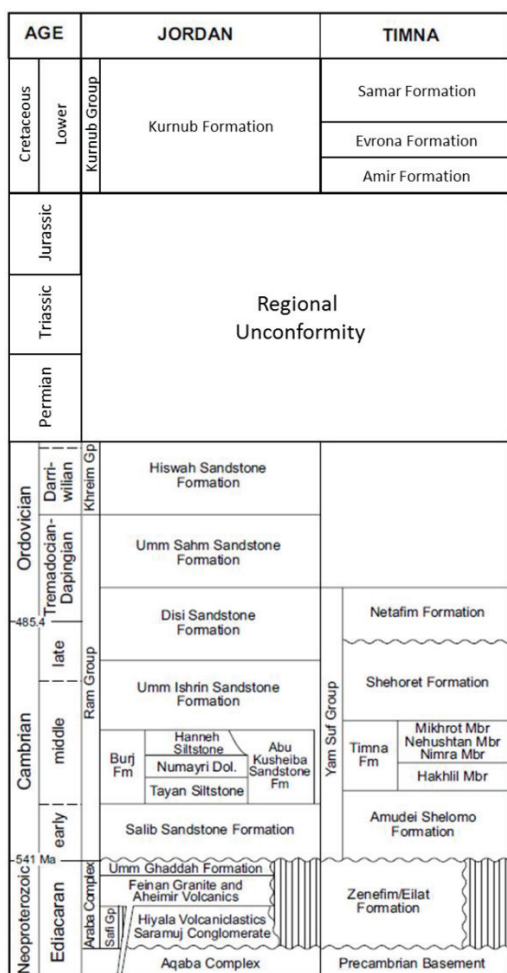 AGE
JORDAN
TIMNA
Cretaceous
Lower
Kurnub Group
Kurnub Formation
Samar Formation
Evrona Formation
Amir Formation
Jurassic
Triassic
Permian
Regional
Unconformity
Ordovician
Darri-
wilian
Khreim Gp
Hiswah Sandstone
Formation
Tremadocian-
Dapingian
Umm Sahm Sandstone
Formation
485.4
Disi Sandstone
Formation
Netafim Formation
Cambrian
late
Ram Group
Umm Ishrin Sandstone
Formation
Yam Suf Group
Shehoret Formation
middle
Burj
Fm
Hanneh
Siltstone
Numayri Dol.
Tayan Siltstone
Abu
Kusheiba
Sandstone
Fm
Timna
Fm
Mikhrot Mbr
Nehushtan Mbr
Nimra Mbr
Hakhlil Mbr
early
Salib Sandstone Formation
Amudei Shelomo
Formation
541 Ma
Neoproterozoic
Ediacaran
Araba Complex
Umm Ghaddah Formation
Feinan Granite and
Aheimir Volcanics
Safi Gp
Hiyala Volcaniclastics
Saramuj Conglomerate
Zenefim/Eilat
Formation
Aqaba Complex
Precambrian Basement